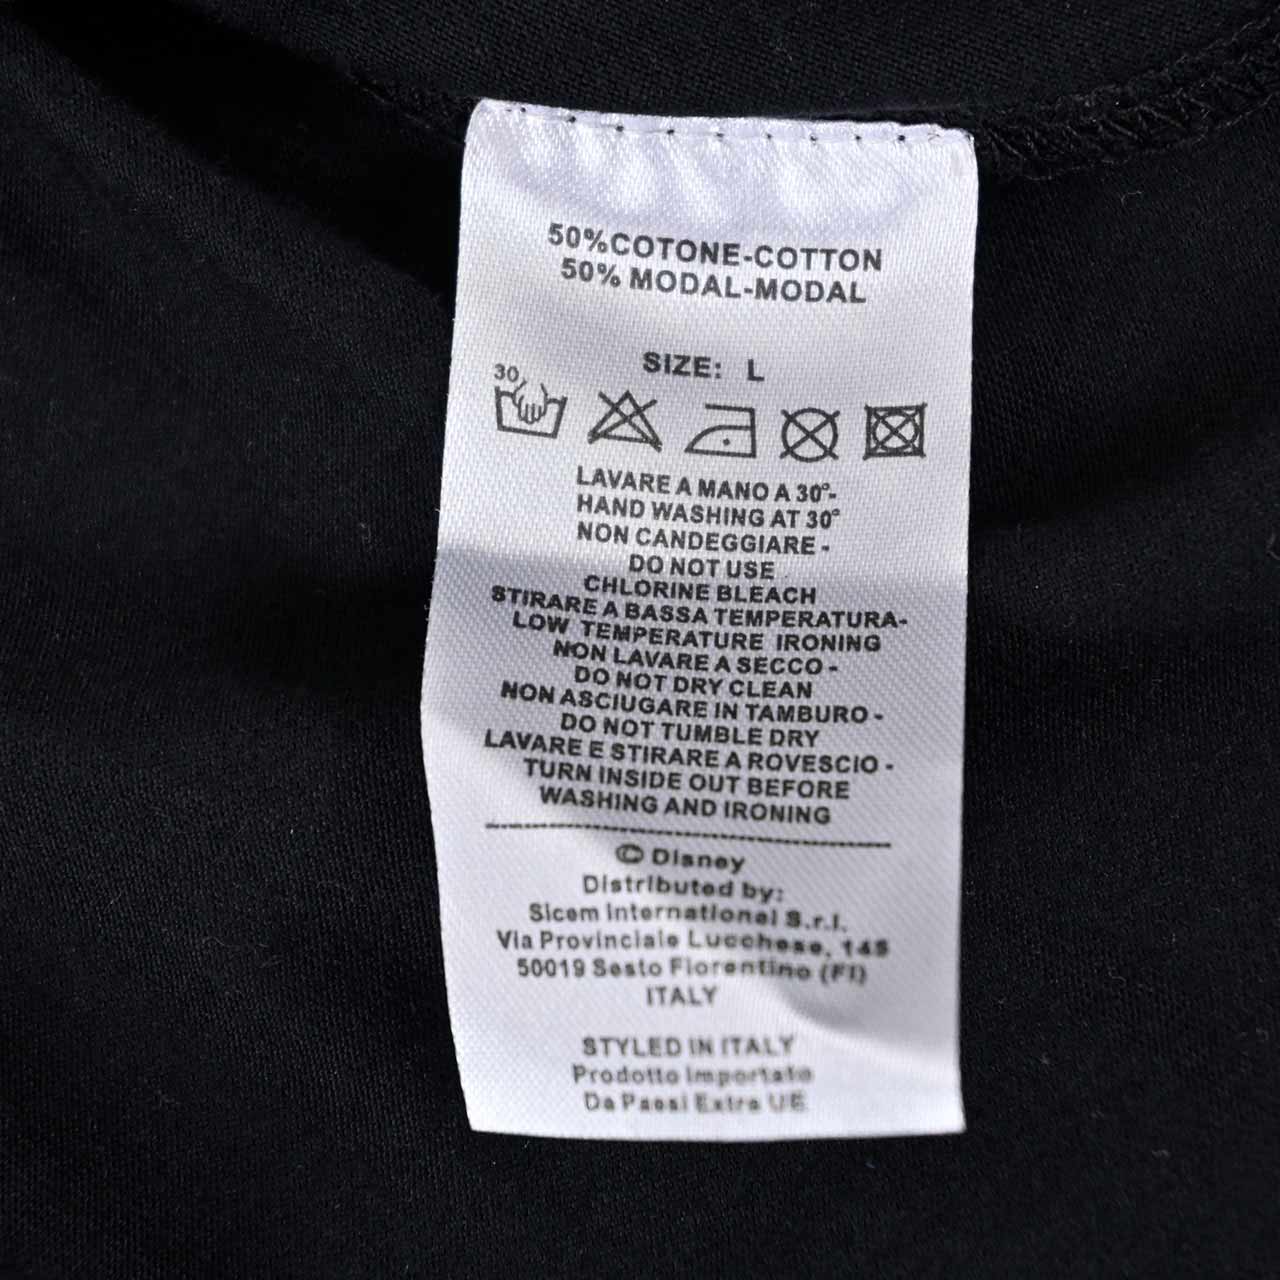 50%COTONE-COTTON
50% MODAL-MODAL
SIZE: L
30
LAVARE A MANO A 30°-
HAND WASHING AT 30°
NON CANDEGGIARE -
DO NOT USE
CHLORINE BLEACH
STIRARE A BASSA TEMPERATURA-
LOW TEMPERATURE IRONING
NON LAVARE A SECCO -
DO NOT DRY CLEAN
NON ASCIUGARE IN TAMBURO -
DO NOT TUMBLE DRY
LAVARE E STIRARE A ROVESCIO -
TURN INSIDE OUT BEFORE
WASHING AND IRONING
© Disney
Distributed by:
Sicem International S.r.l.
Via Provinciale Lucchese, 145
50019 Sesto Fiorentino (FI)
ITALY
STYLED IN ITALY
Prodotto Importato
Da Paesi Extra UE